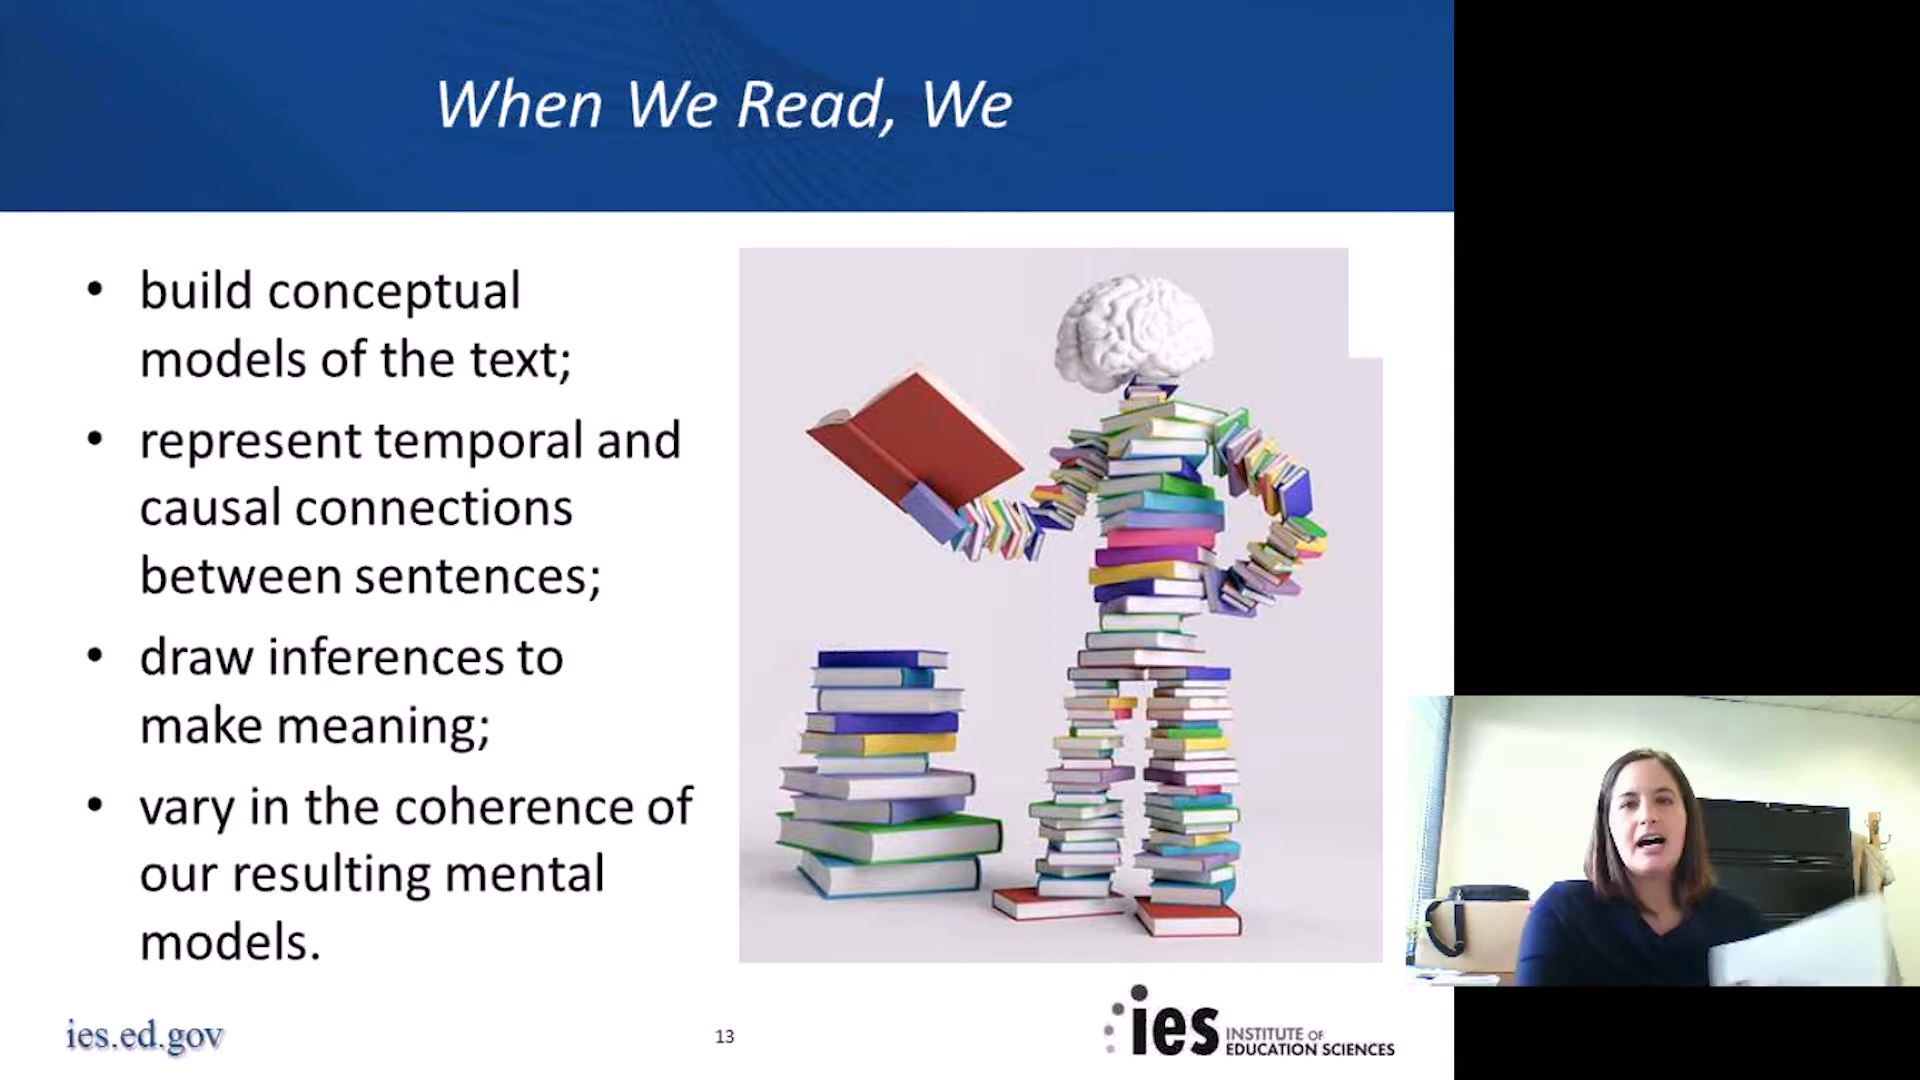 When We Read, We
• build conceptual
models of the text;
• represent temporal and
causal connections
between sentences;
• draw inferences to
make meaning;
• vary in the coherence of
our resulting mental
models.
ies.ed.gov
13
ies INSTITUTE OF
EDUCATION SCIENCES